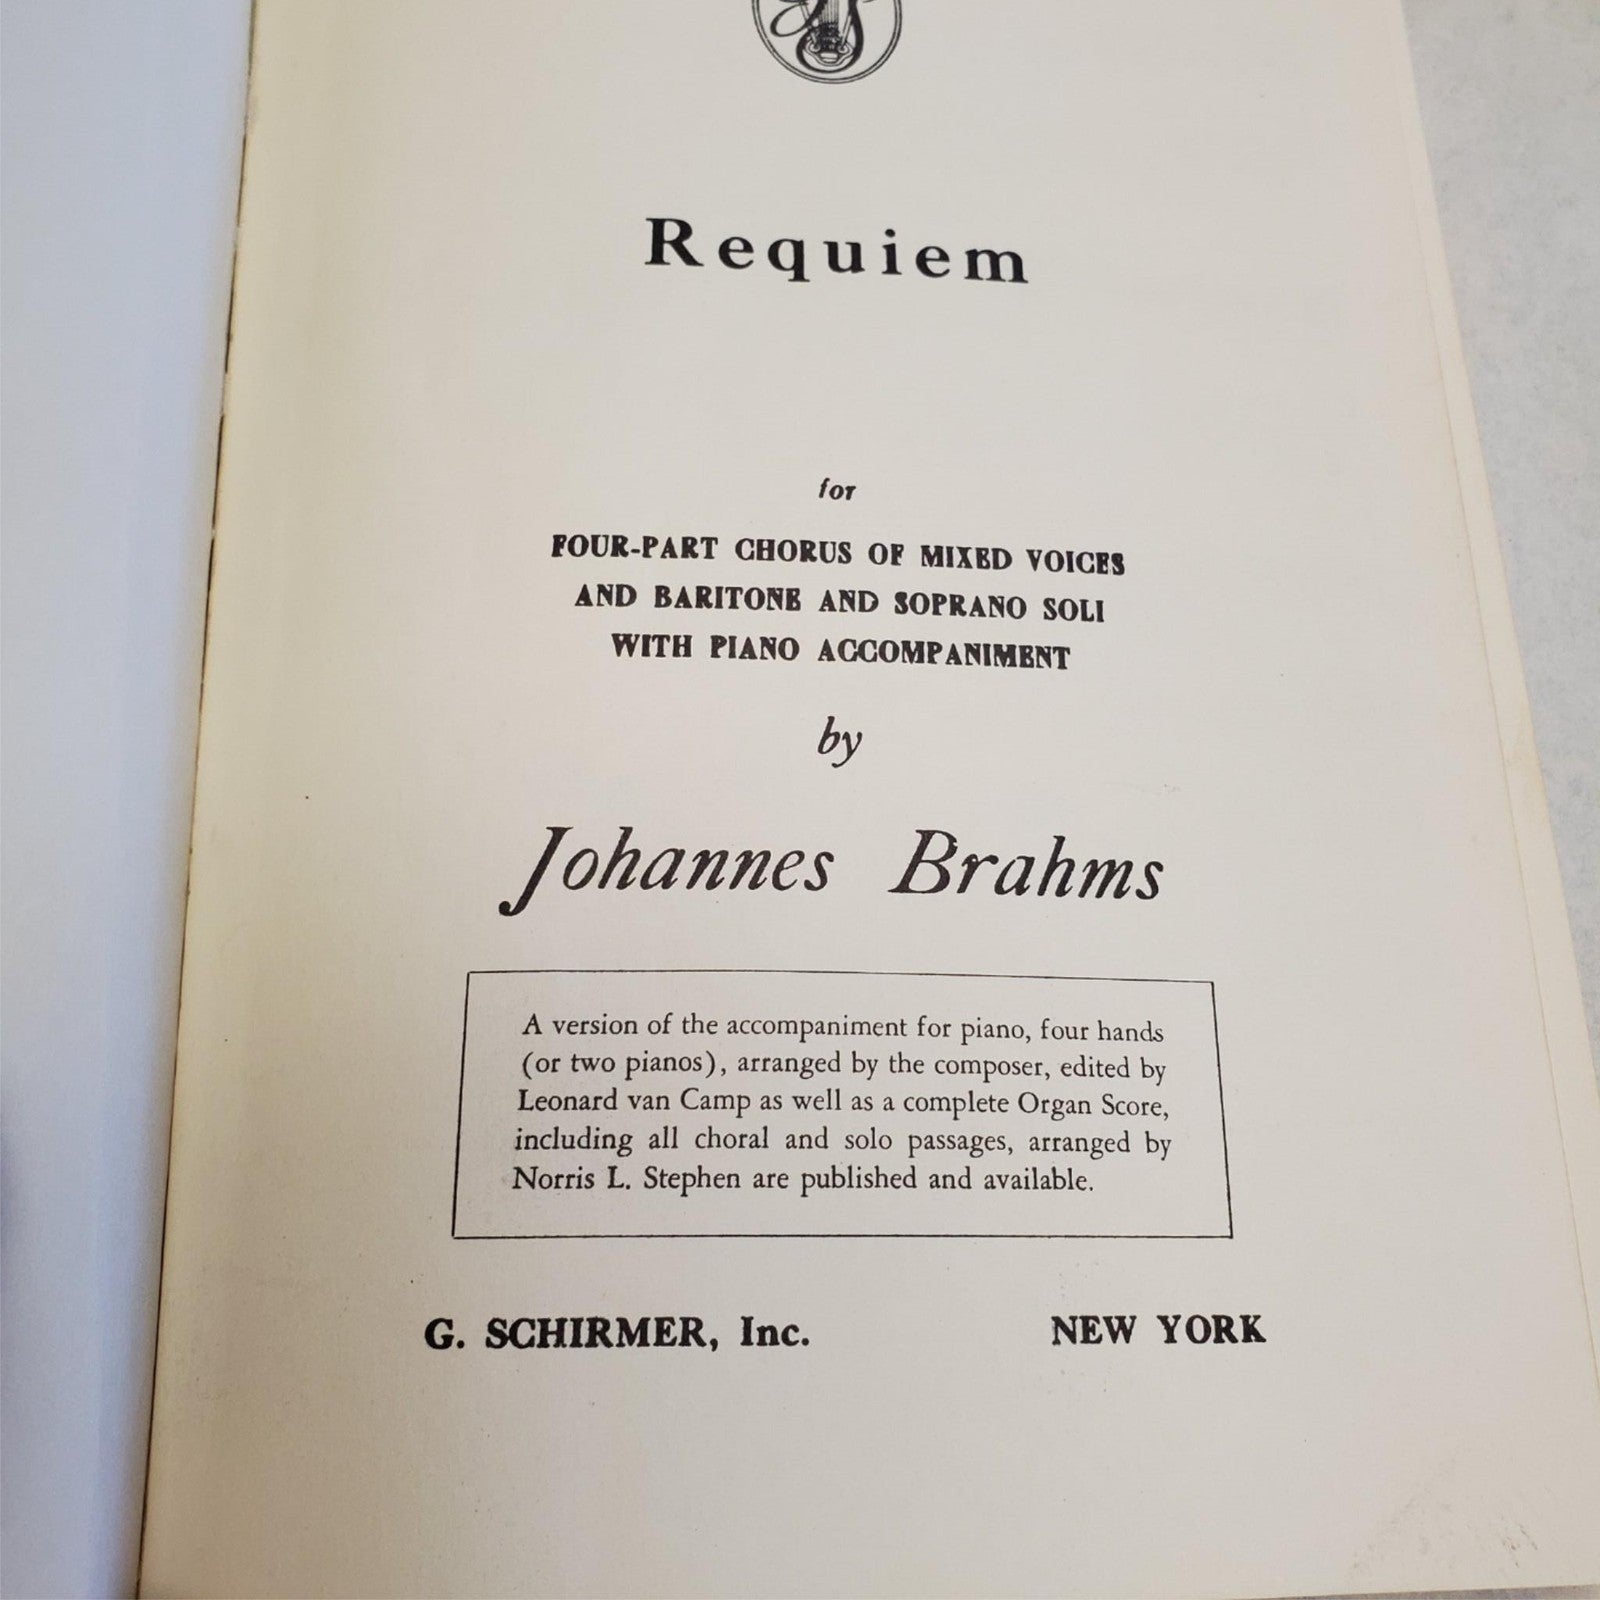 Requiem
for
FOUR-PART CHORUS OF MIXED VOICES
AND BARITONE AND SOPRANO SOLI
WITH PIANO ACCOMPANIMENT
by
Johannes Brahms
A version of the accompaniment for piano, four hands
(or two pianos), arranged by the composer, edited by
Leonard van Camp as well as a complete Organ Score,
including all choral and solo passages, arranged by
Norris L. Stephen are published and available.
G. SCHIRMER, Inc. NEW YORK